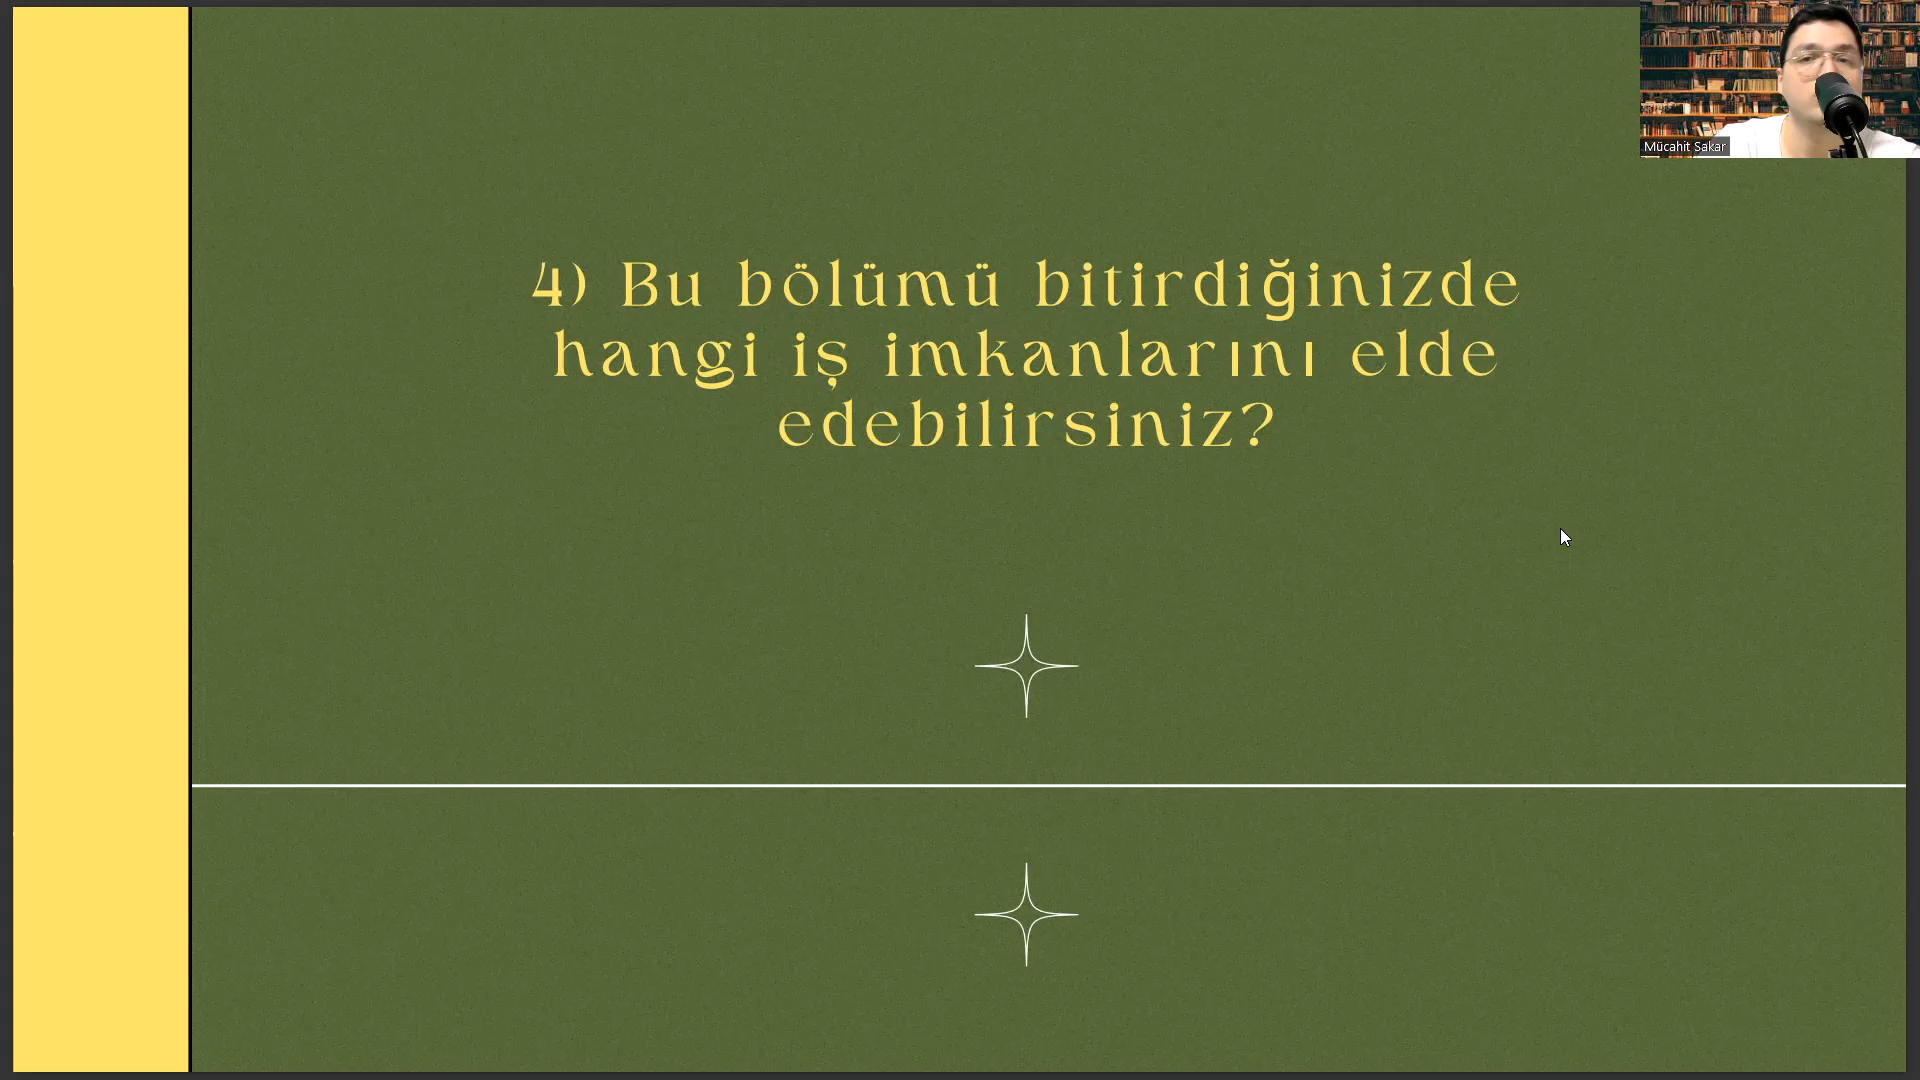 Mücahit Sakar
4) Bu bölümü bitirdiğinizde
hangi iş imkanlarını elde
edebilirsiniz?